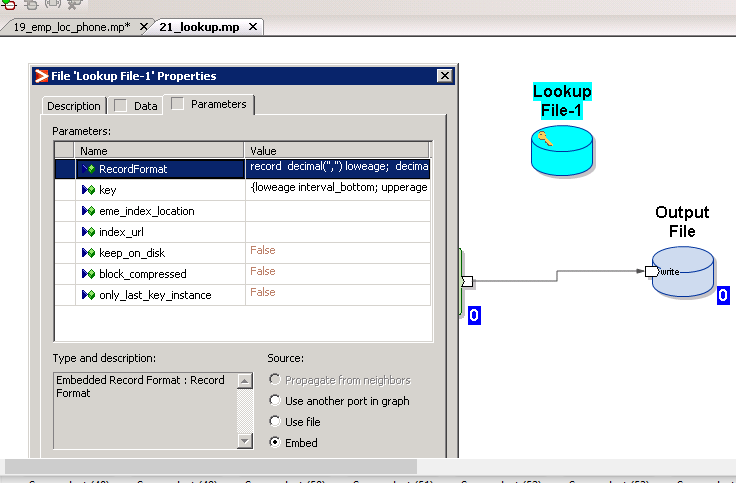 19_emp_loc_phone.mp*
21_lookup.mp
File 'Lookup File-1' Properties
Description
Data
Parameters
Parameters:
Name Value
RecordFormat record decimal(",") loweage; decima
key {loweage interval_bottom; upperage
eme_index_location
index_url
keep_on_disk False
block_compressed False
only_last_key_instance False
Type and description:
Embedded Record Format : Record
Format
Source:
Propagate from neighbors
Use another port in graph
Use file
Embed
Lookup
File-1
Output
File
write
0
0